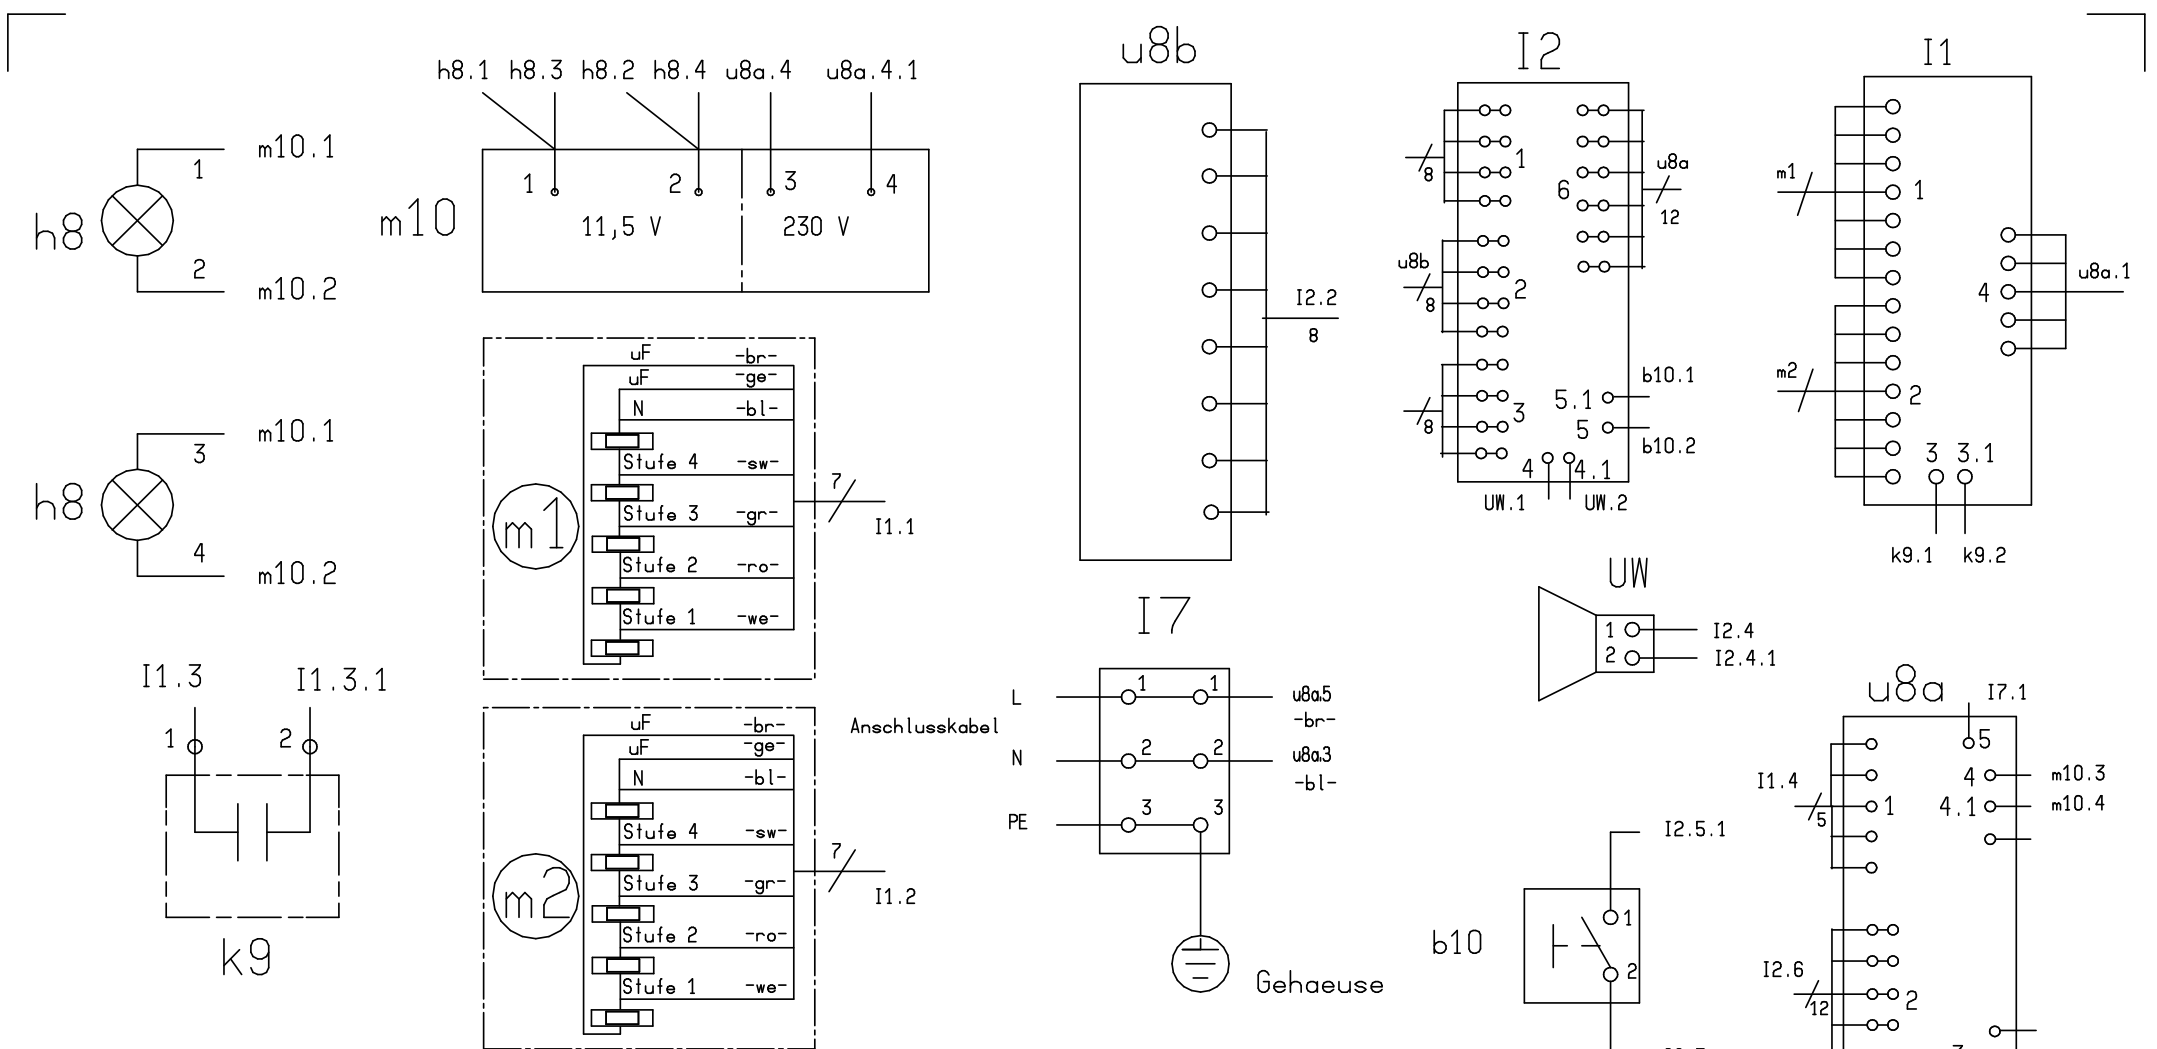 h8
1
m10.1
2
m10.2
h8
3
m10.1
4
m10.2
I1.3
I1.3.1
1
2
k9
h8.1 h8.3 h8.2 h8.4 u8a.4 u8a.4.1
m10
1 2 3 4
11,5 V 230 V
m1
uF -br-
uF -ge-
N -bl-
Stufe 4 -sw-
Stufe 3 -gr-
Stufe 2 -ro-
Stufe 1 -we-
7
I1.1
m2
uF -br-
uF -ge-
N -bl-
Stufe 4 -sw-
Stufe 3 -gr-
Stufe 2 -ro-
Stufe 1 -we-
7
I1.2
u8b
I2.2
8
I7
Anschlusskabel
L 1 1 u8a.5
-br-
N 2 2 u8a.3
-bl-
PE 3 3
Gehaeuse
I2
8
1
u8b
8
2
8
3
6
u8a
12
5.1
b10.1
5
b10.2
4 4.1
UW.1 UW.2
I1
m1
1
m2
2
4
u8a.1
3 3.1
k9.1 k9.2
UW
1 I2.4
2 I2.4.1
b10
I2.5.1
1
2
u8a
I7.1
5
I1.4
5
1
4 m10.3
4.1 m10.4
I2.6
12
2